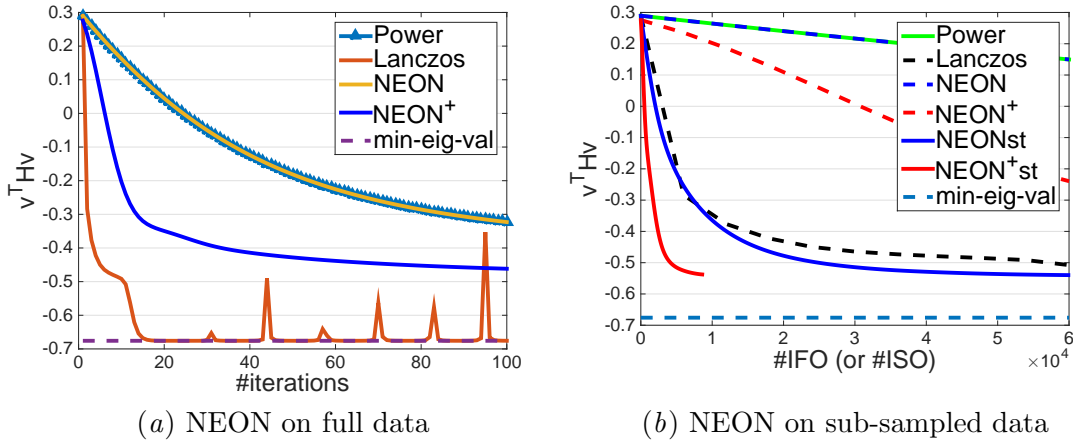 0.3
0.2
0.1
0
-0.1
-0.2
-0.3
-0.4
-0.5
-0.6
-0.7
v^T Hv
0 20 40 60 80 100
#iterations
Power
Lanczos
NEON
NEON^+
min-eig-val
(a) NEON on full data
0.3
0.2
0.1
0
-0.1
-0.2
-0.3
-0.4
-0.5
-0.6
-0.7
v^T Hv
0 1 2 3 4 5 6
×10^4
#IFO (or #ISO)
Power
Lanczos
NEON
NEON^+
NEONst
NEON^+st
min-eig-val
(b) NEON on sub-sampled data